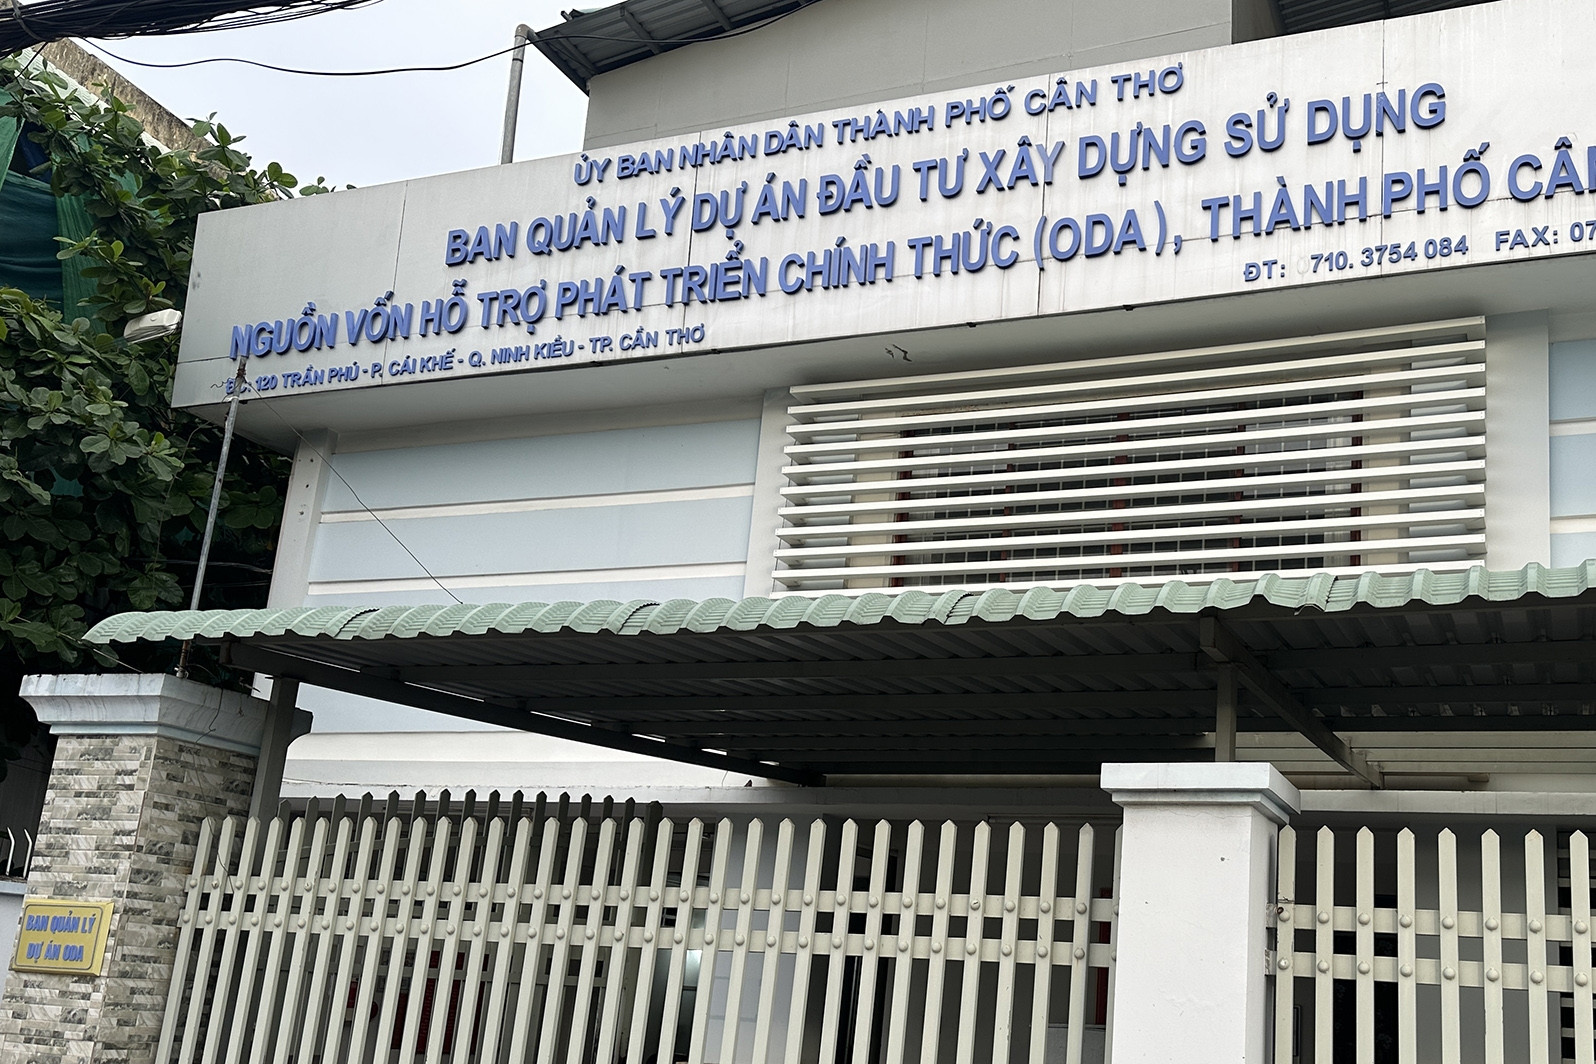 ỦY BAN NHÂN DÂN THÀNH PHỐ CẦN THƠ
BAN QUẢN LÝ DỰ ÁN ĐẦU TƯ XÂY DỰNG SỬ DỤNG
NGUỒN VỐN HỖ TRỢ PHÁT TRIỂN CHÍNH THỨC (ODA), THÀNH PHỐ
ĐC: 120 TRẦN PHÚ - P. CÁI KHẾ - Q. NINH KIỀU - TP. CẦN THƠ
ĐT: 0710. 3754 084 FAX: 07
BAN QUẢN LÝ
DỰ ÁN ODA